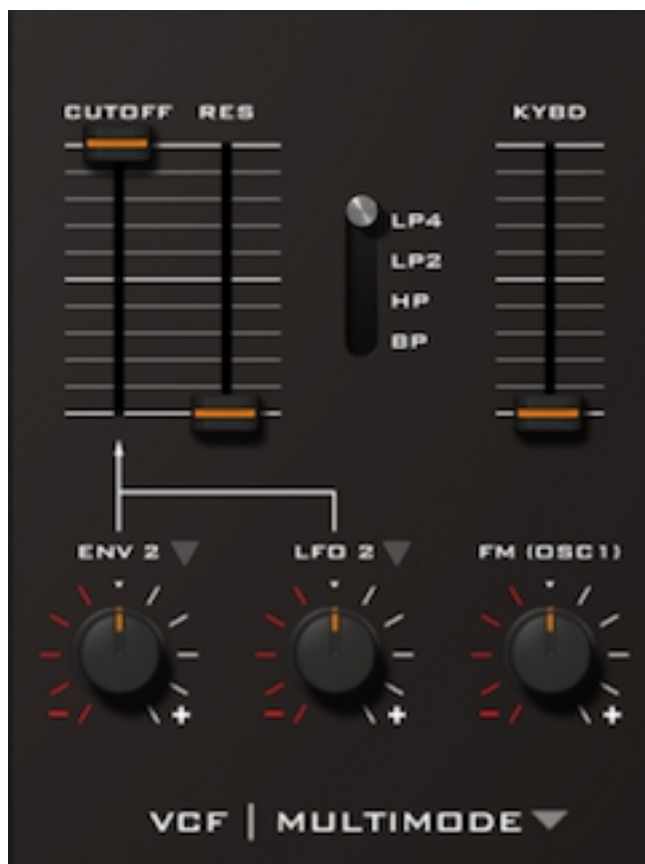 CUTOFF RES KYBD
LP4
LP2
HP
BP
ENV 2 LFO 2 FM (OSC1)
- + - + - +
VCF | MULTIMODE